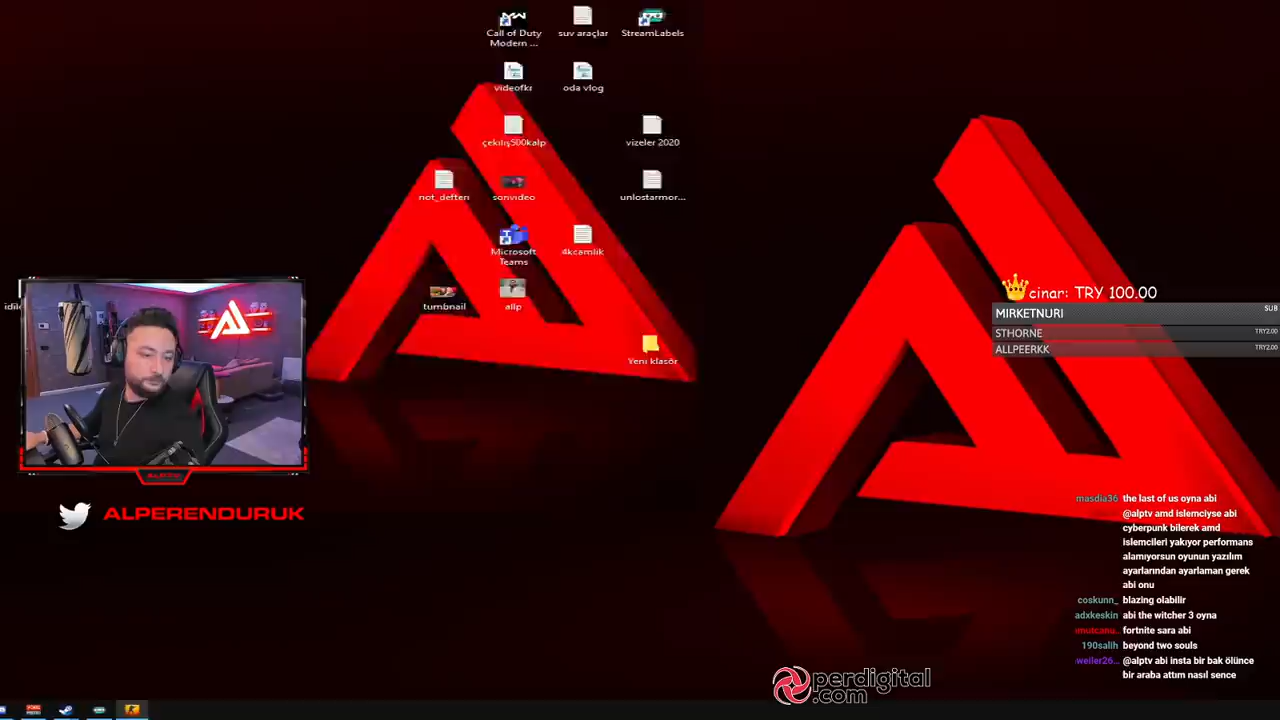 Call of Duty
Modern ...
suv araçlar
StreamLabels
videofkr
oda vlog
çekiliş500kalp
vizeler 2020
not_defteri
sonvideo
unlostarmor...
Microsoft
Teams
4kcamlik
tumbnail
allp
Yeni klasör
ALPERENDURUK
cinar: TRY 100.00
MIRKETNURI SUB
STHORNE TRY2.00
ALLPEERKK TRY2.00
masdia36 the last of us oyna abi
@alptv amd islemciyse abi
cyberpunk bilerek amd
islemcileri yakıyor performans
alamıyorsun oyunun yazılım
ayarlarından ayarlaman gerek
abi onu
coskunn_ blazing olabilir
adxkeskin abi the witcher 3 oyna
fortnite sara abi
190salih beyond two souls
@alptv abi insta bir bak ölünce
bir araba attım nasıl sence
perdigital
.com